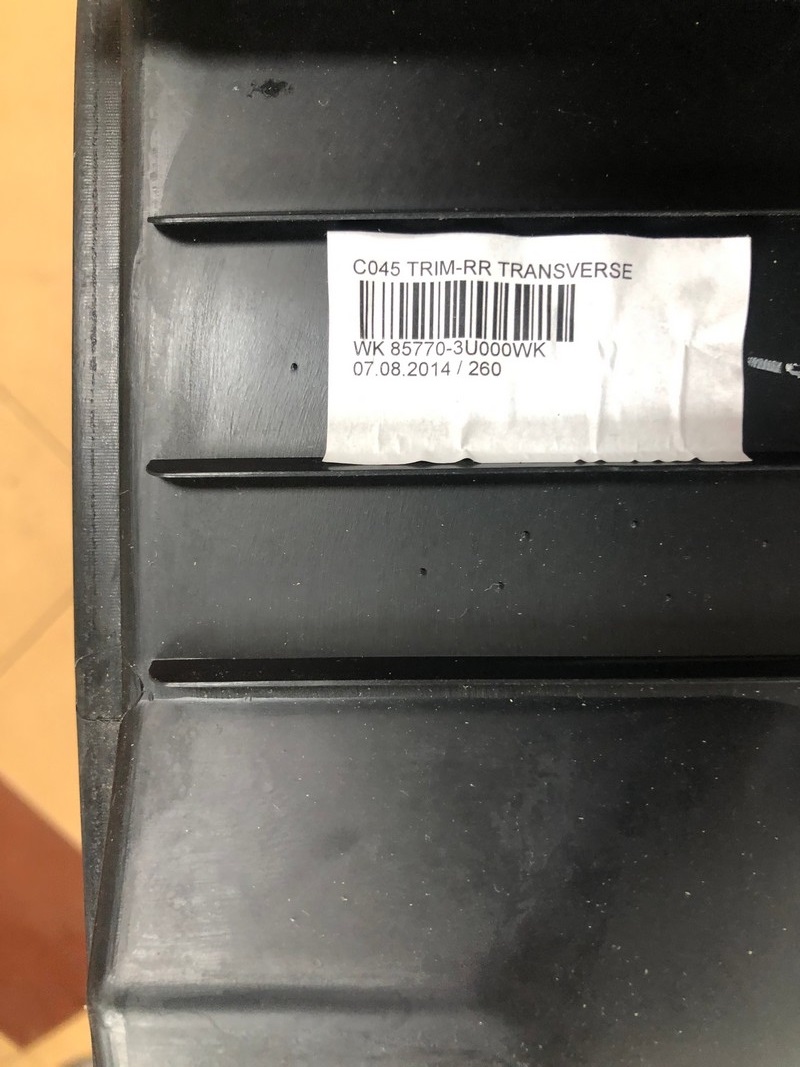 C045 TRIM-RR TRANSVERSE
WK 85770-3U000WK
07.08.2014 / 260